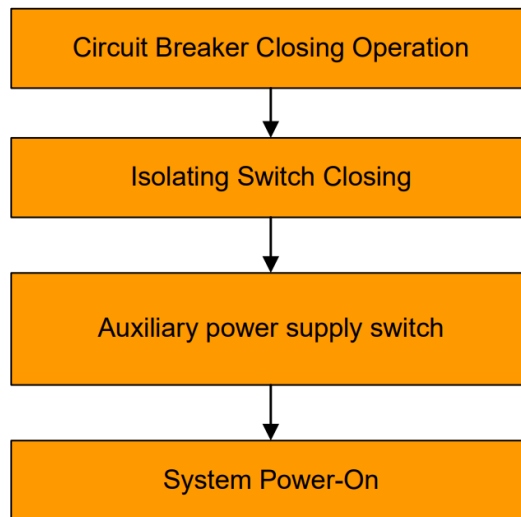 Circuit Breaker Closing Operation
Isolating Switch Closing
Auxiliary power supply switch
System Power-On